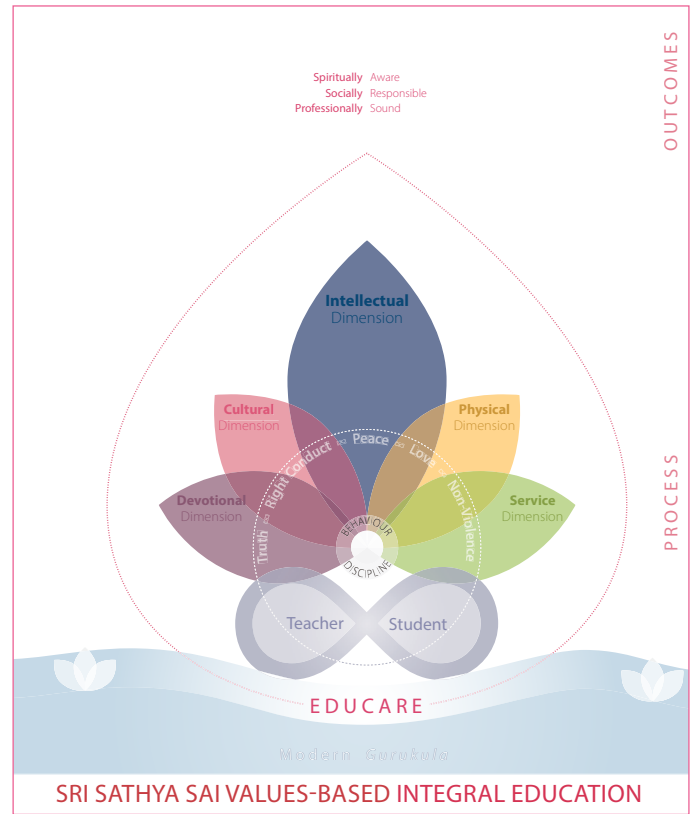 OUTCOMES
Spiritually Aware
Socially Responsible
Professionally Sound
Intellectual
Dimension
Cultural
Dimension
Physical
Dimension
Devotional
Dimension
Service
Dimension
Truth ∞ Right Conduct ∞ Peace ∞ Love ∞ Non-Violence
BEHAVIOUR
DISCIPLINE
PROCESS
Teacher
Student
EDUCARE
Modern Gurukula
SRI SATHYA SAI VALUES-BASED INTEGRAL EDUCATION